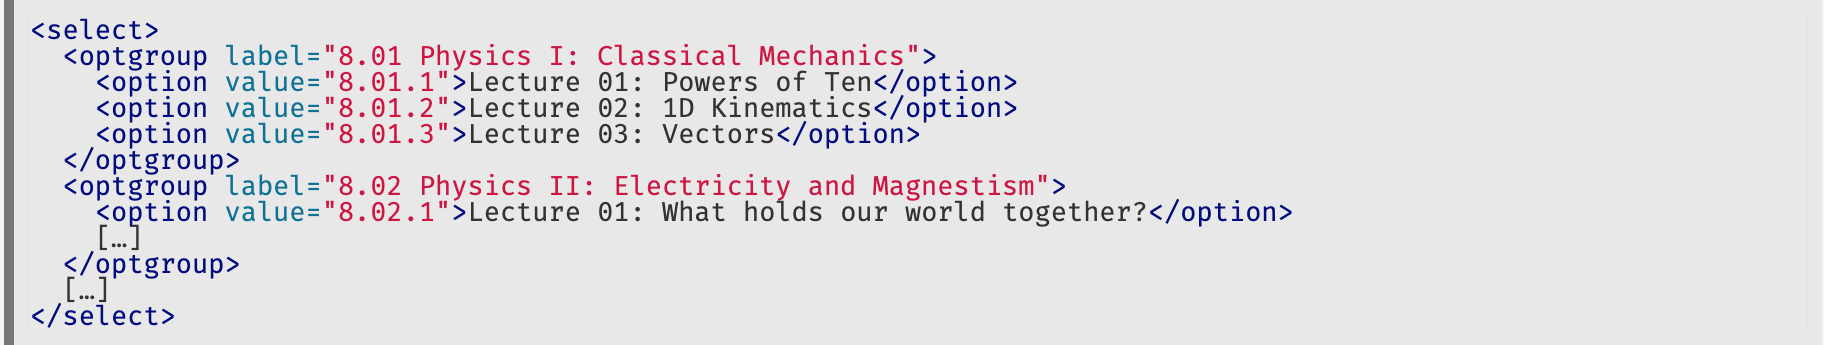 <select>
  <optgroup label="8.01 Physics I: Classical Mechanics">
    <option value="8.01.1">Lecture 01: Powers of Ten</option>
    <option value="8.01.2">Lecture 02: 1D Kinematics</option>
    <option value="8.01.3">Lecture 03: Vectors</option>
  </optgroup>
  <optgroup label="8.02 Physics II: Electricity and Magnestism">
    <option value="8.02.1">Lecture 01: What holds our world together?</option>
    […]
  </optgroup>
  […]
</select>